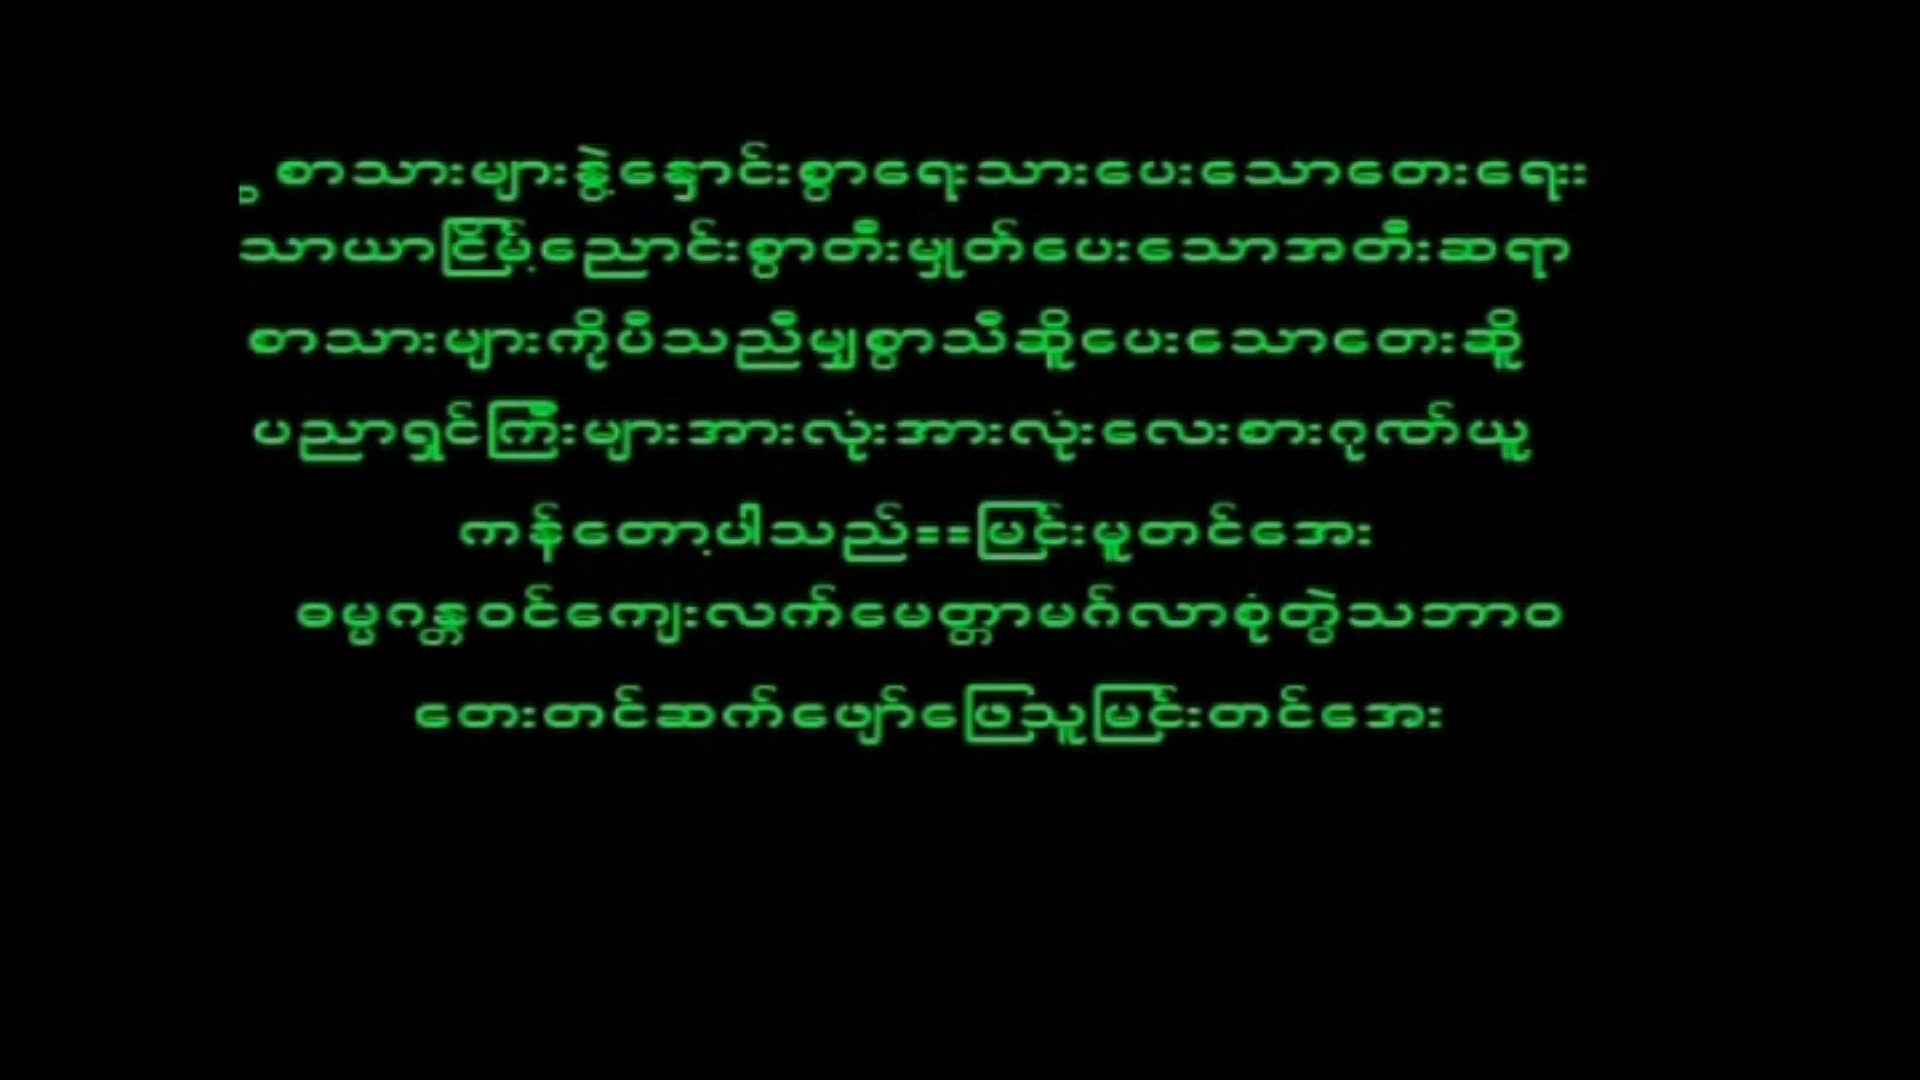 စာသားများနွဲ့နှောင်းစွာရေးသားပေးသောတေးရေးး
သာယာငြိမ့်ညောင်းစွာတီးမှုတ်ပေးသောအတီးဆရာ
စာသားများကိုပီသညီမျှစွာသီဆိုပေးသောတေးဆို
ပညာရှင်ကြီးများအားလုံးအားလုံးလေးစားဂုဏ်ယူ
ကန်တော့ပါသည်==မြင်းမူတင်အေး
ဓမ္မဂန္တဝင်ကျေးလက်မေတ္တာမင်္ဂလာစုံတွဲသဘာဝ
တေးတင်ဆက်ဖျော်ဖြေသူမြင်းတင်အေး